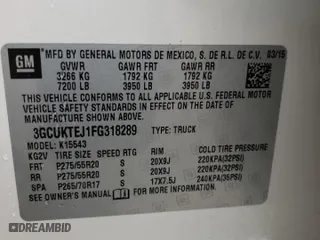 GM
MFD BY GENERAL MOTORS DE MEXICO, S. DE R.L. DE C.V. 03/15
GVWR GAWR FRT GAWR RR
3266 KG 1792 KG 1792 KG
7200 LB 3950 LB 3950 LB
THIS VEHICLE CONFORMS TO ALL APPLICABLE U.S. FEDERAL MOTOR
VEHICLE SAFETY STANDARDS IN EFFECT ON THE DATE OF
MANUFACTURE SHOWN ABOVE.
3GCUKTEJ1FG318289 TYPE: TRUCK
MODEL: K15543
KG2V TIRE SIZE SPEED RTG RIM COLD TIRE PRESSURE
FRT P275/55R20 S 20X9J 220KPA(32PSI)
RR P275/55R20 S 20X9J 220KPA(32PSI)
SPA P265/70R17 S 17X7.5J 240KPA(35PSI)
SEE OWNER'S MANUAL FOR ADDITIONAL INFORMATION.
© DREAMBID iSTATCAR